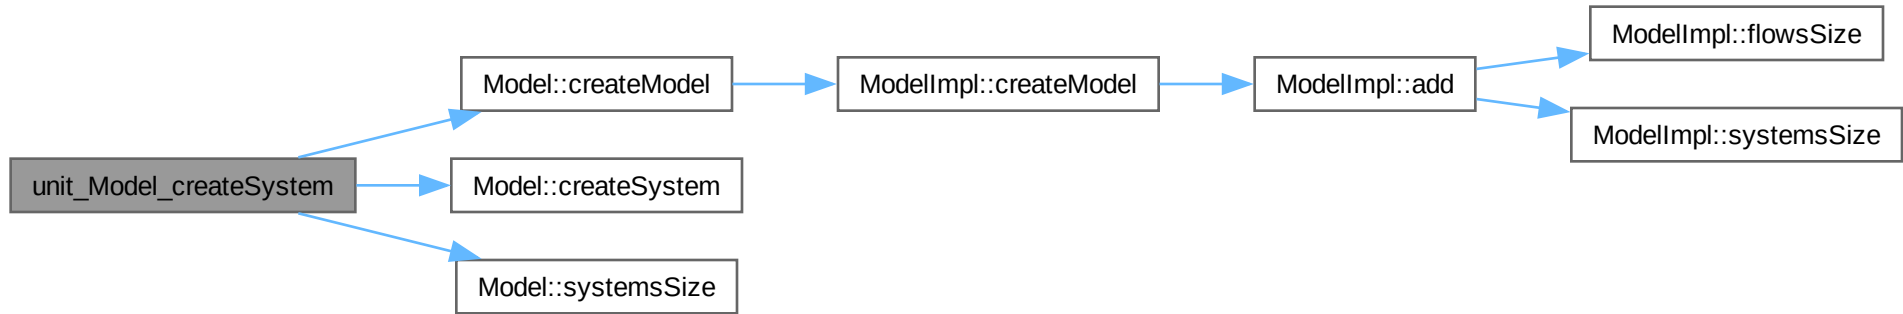 unit_Model_createSystem
Model::createModel
ModelImpl::createModel
ModelImpl::add
ModelImpl::flowsSize
ModelImpl::systemsSize
Model::createSystem
Model::systemsSize